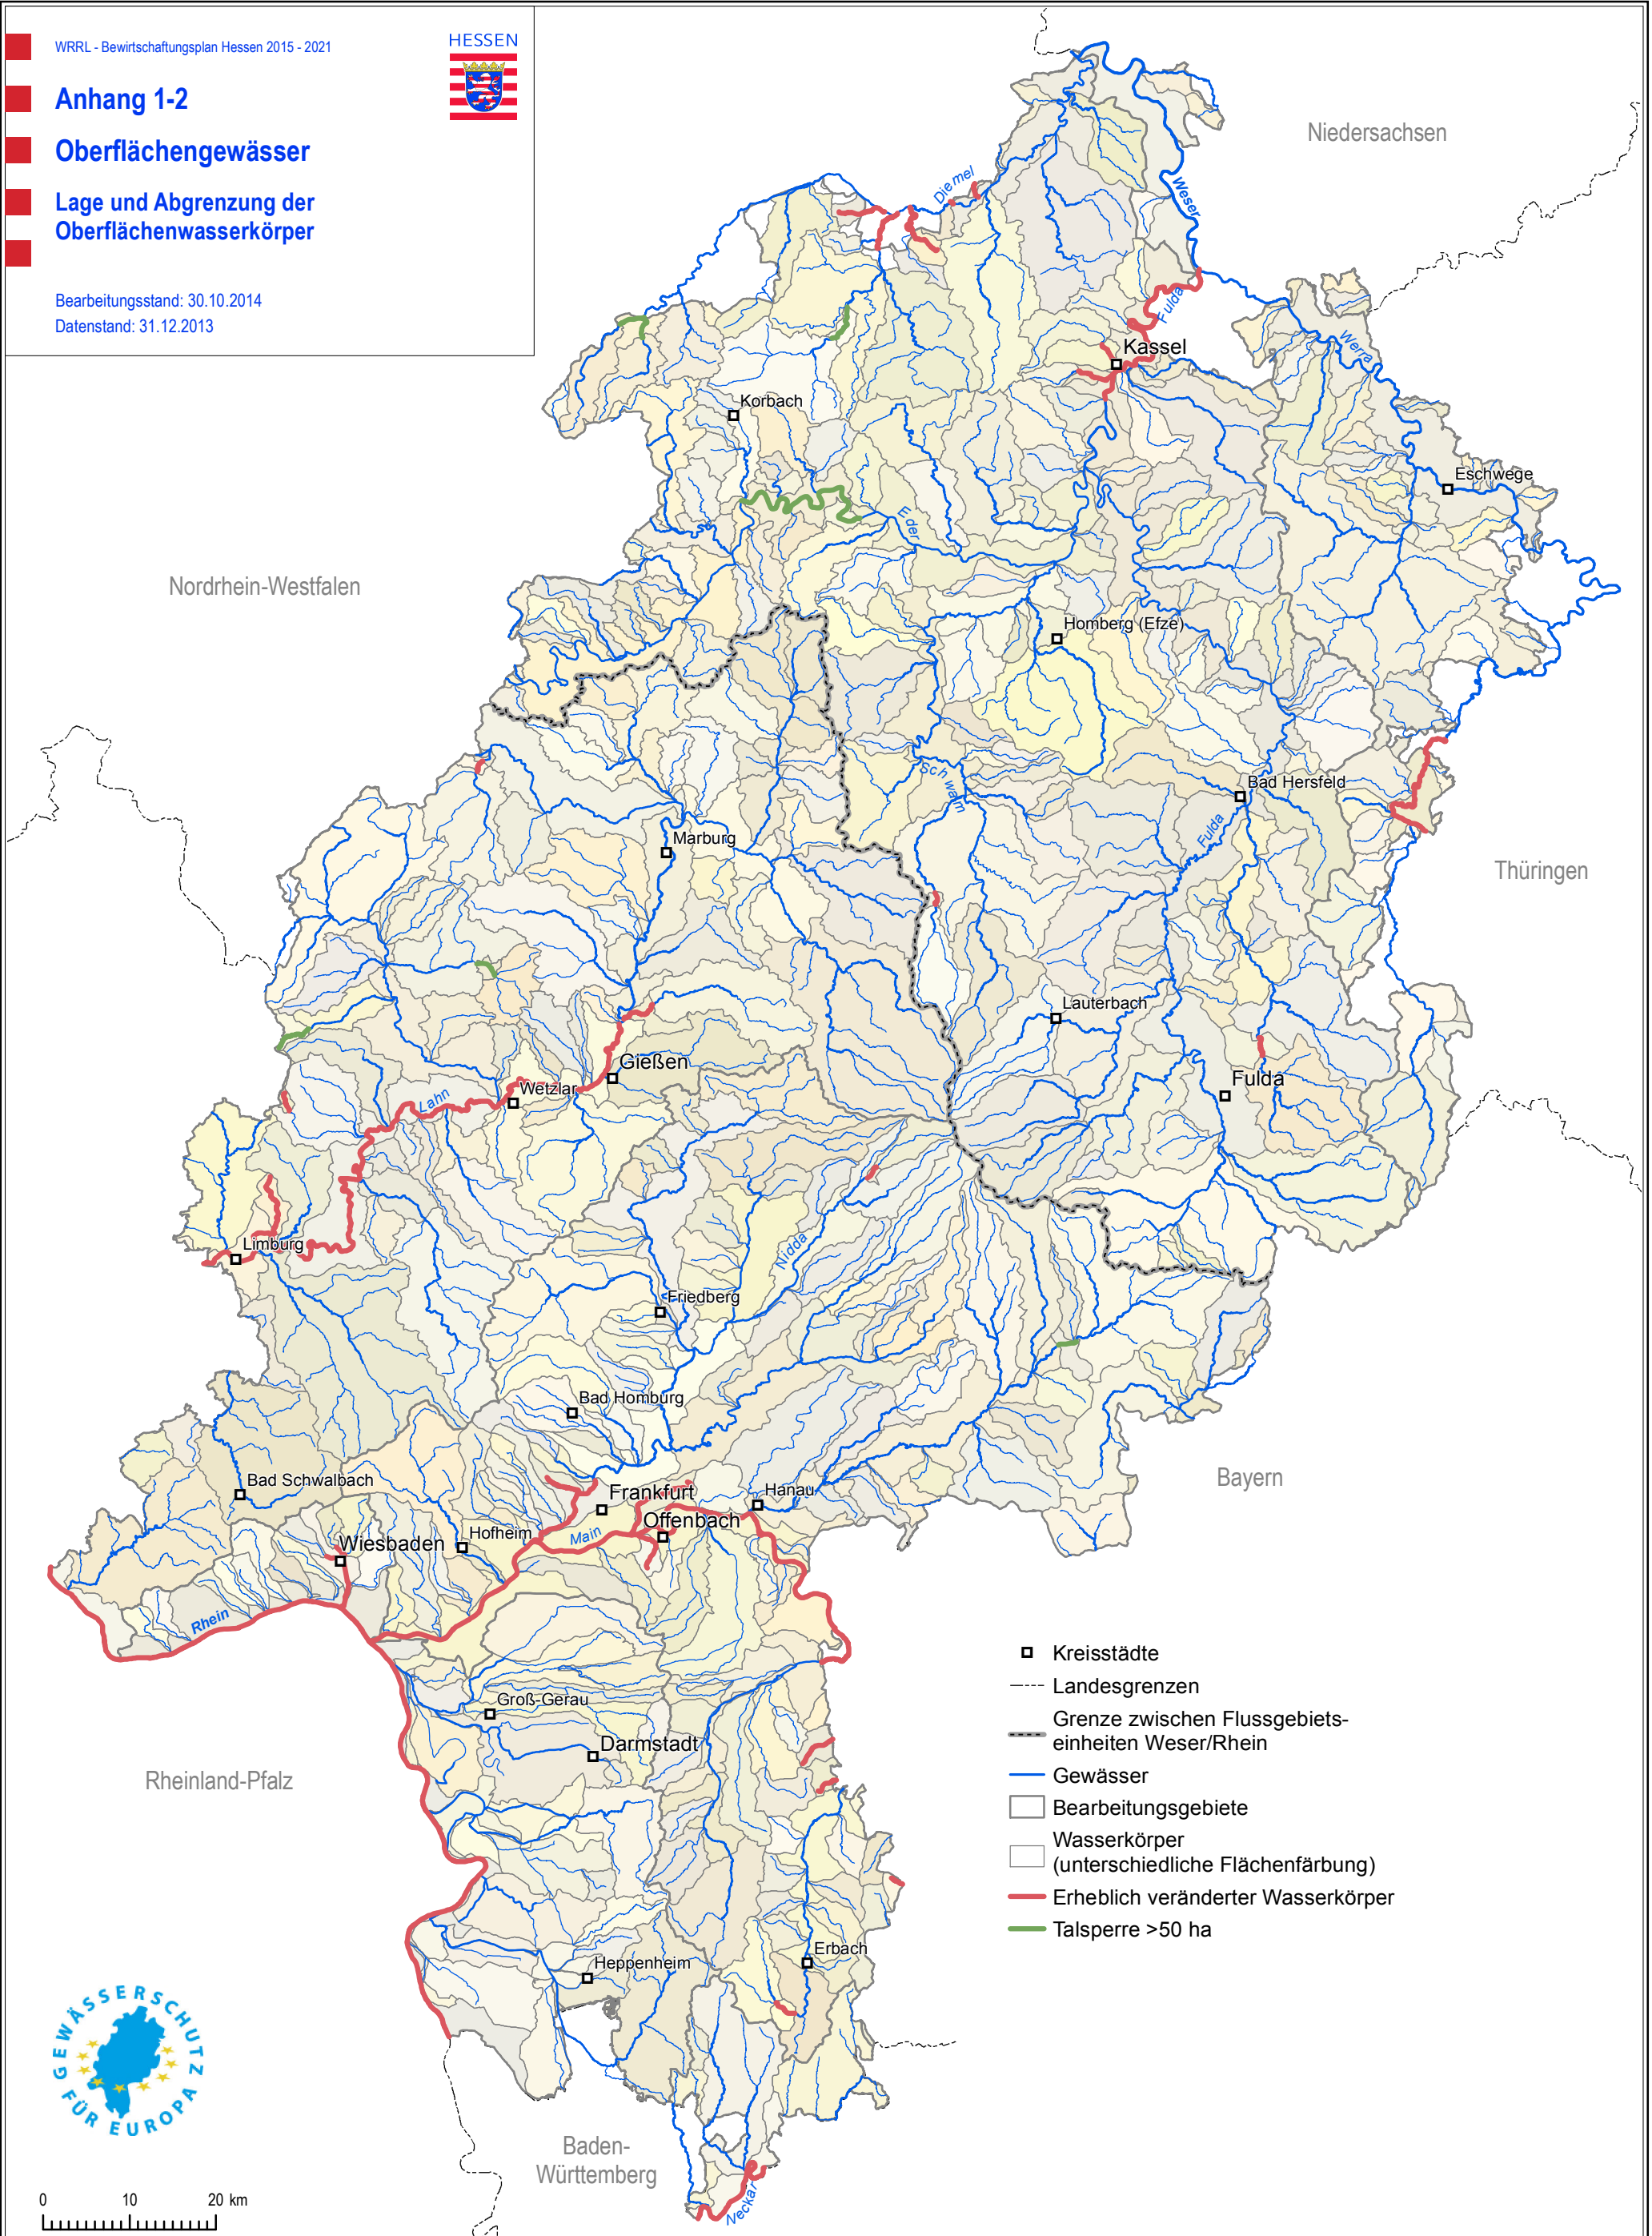 WRRL - Bewirtschaftungsplan Hessen 2015 - 2021
HESSEN
Anhang 1-2
Oberflächengewässer
Lage und Abgrenzung der
Oberflächenwasserkörper
Bearbeitungsstand: 30.10.2014
Datenstand: 31.12.2013
Niedersachsen
Diemel
Weser
Fulda
Kassel
Werra
Korbach
Eschwege
Eder
Nordrhein-Westfalen
Homberg (Efze)
Schwalm
Bad Hersfeld
Fulda
Marburg
Thüringen
Lauterbach
Gießen
Fulda
Wetzlar
Lahn
Limburg
Nidda
Friedberg
Bad Homburg
Bad Schwalbach
Bayern
Frankfurt
Hanau
Offenbach
Main
Hofheim
Wiesbaden
Rhein
Groß-Gerau
Darmstadt
Rheinland-Pfalz
Erbach
Heppenheim
Baden-
Württemberg
Neckar
Kreisstädte
Landesgrenzen
Grenze zwischen Flussgebiets-
einheiten Weser/Rhein
Gewässer
Bearbeitungsgebiete
Wasserkörper
(unterschiedliche Flächenfärbung)
Erheblich veränderter Wasserkörper
Talsperre >50 ha
GEWÄSSERSCHUTZ
FÜR EUROPA
0 10 20 km